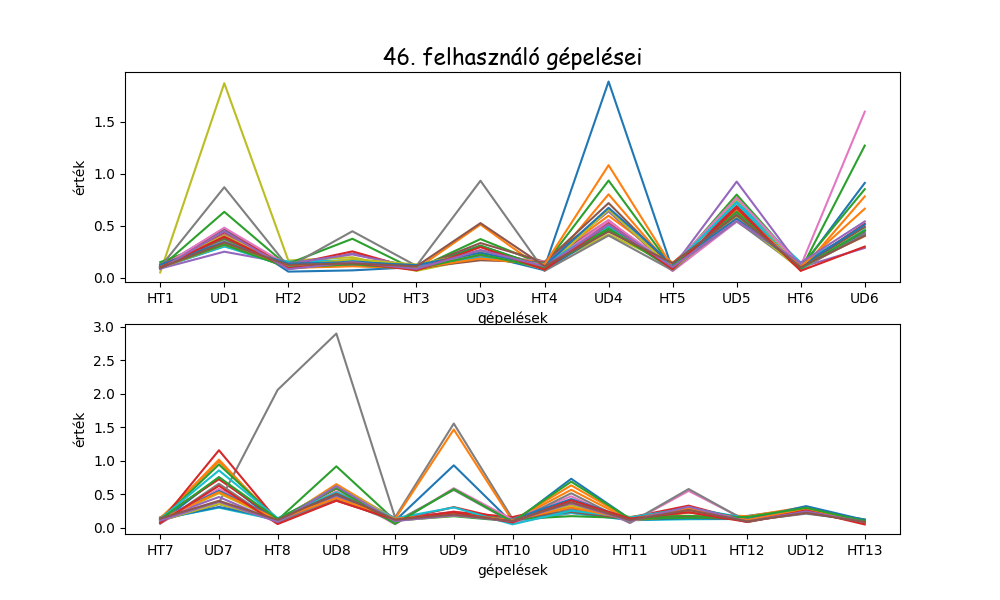 46. felhasználó gépelései
érték
1.5
1.0
0.5
0.0
HT1 UD1 HT2 UD2 HT3 UD3 HT4 UD4 HT5 UD5 HT6 UD6
gépelések
érték
3.0
2.5
2.0
1.5
1.0
0.5
0.0
HT7 UD7 HT8 UD8 HT9 UD9 HT10 UD10 HT11 UD11 HT12 UD12 HT13
gépelések